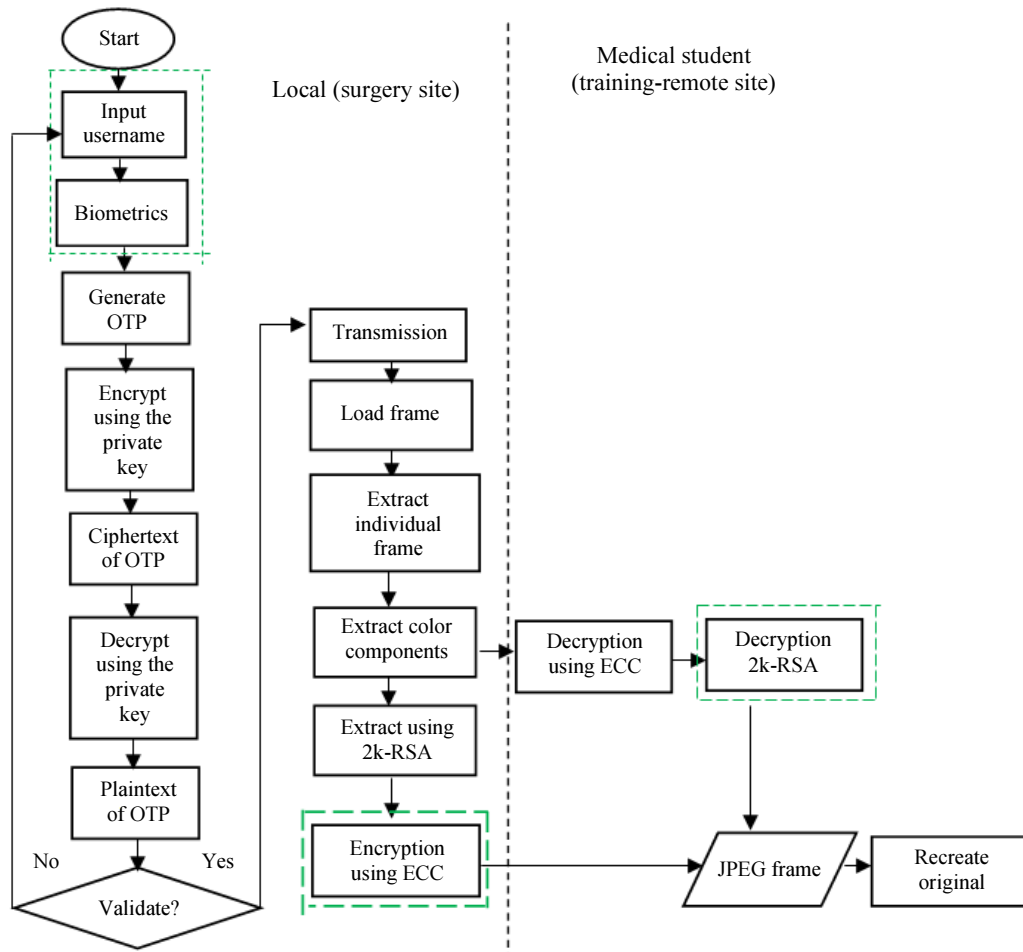 Start
Input
username
Biometrics
Generate
OTP
Encrypt
using the
private
key
Ciphertext
of OTP
Decrypt
using the
private
key
Plaintext
of OTP
No
Yes
Validate?
Local (surgery site)
Transmission
Load frame
Extract
individual
frame
Extract color
components
Extract using
2k-RSA
Encryption
using ECC
Medical student
(training-remote site)
Decryption
using ECC
Decryption
2k-RSA
JPEG frame
Recreate
original